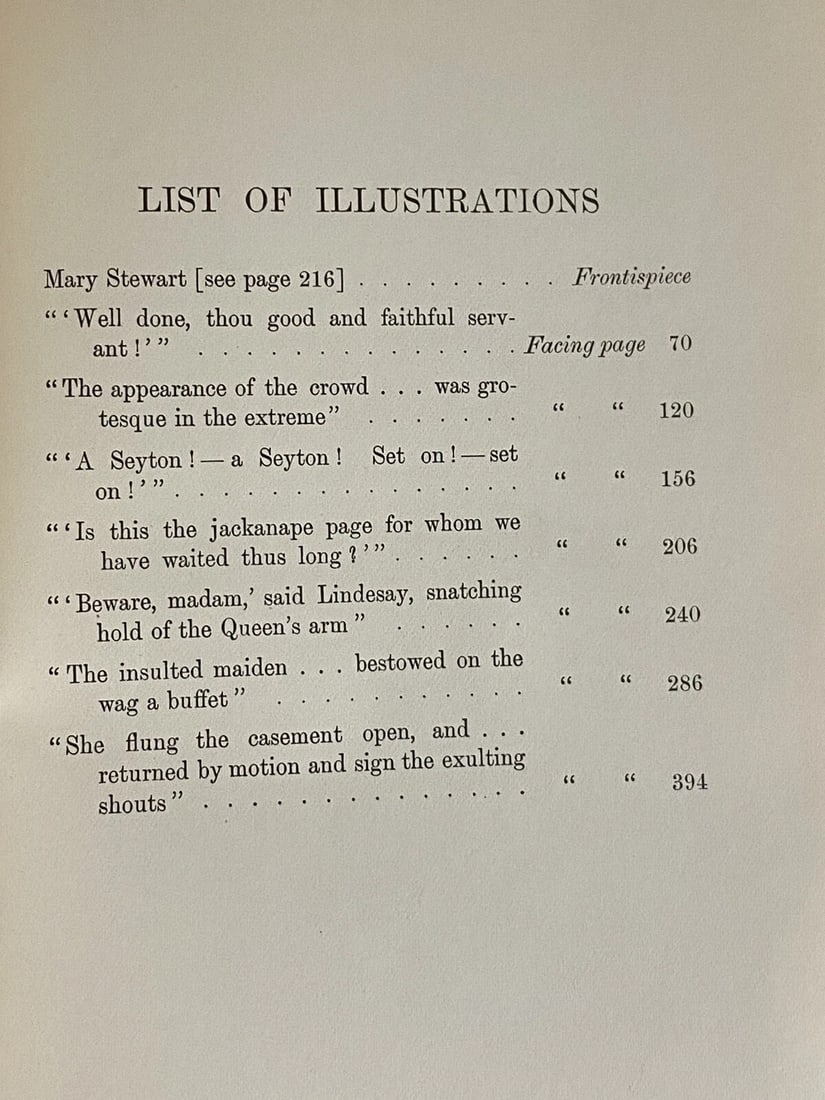 LIST OF ILLUSTRATIONS
Mary Stewart [see page 216] . . . . . . . . . Frontispiece
“‘Well done, thou good and faithful serv-
ant!’” . . . . . . . . . . . . . . Facing page 70
“The appearance of the crowd . . . was gro-
tesque in the extreme” . . . . . . . “ “ 120
“‘A Seyton!—a Seyton! Set on!—set
on!’” . . . . . . . . . . . . . . . “ “ 156
“‘Is this the jackanape page for whom we
have waited thus long?’” . . . . . . “ “ 206
“‘Beware, madam,’ said Lindesay, snatching
hold of the Queen’s arm” . . . . . . “ “ 240
“The insulted maiden . . . bestowed on the
wag a buffet” . . . . . . . . . . . “ “ 286
“She flung the casement open, and . . .
returned by motion and sign the exulting
shouts” . . . . . . . . . . . . . . “ “ 394